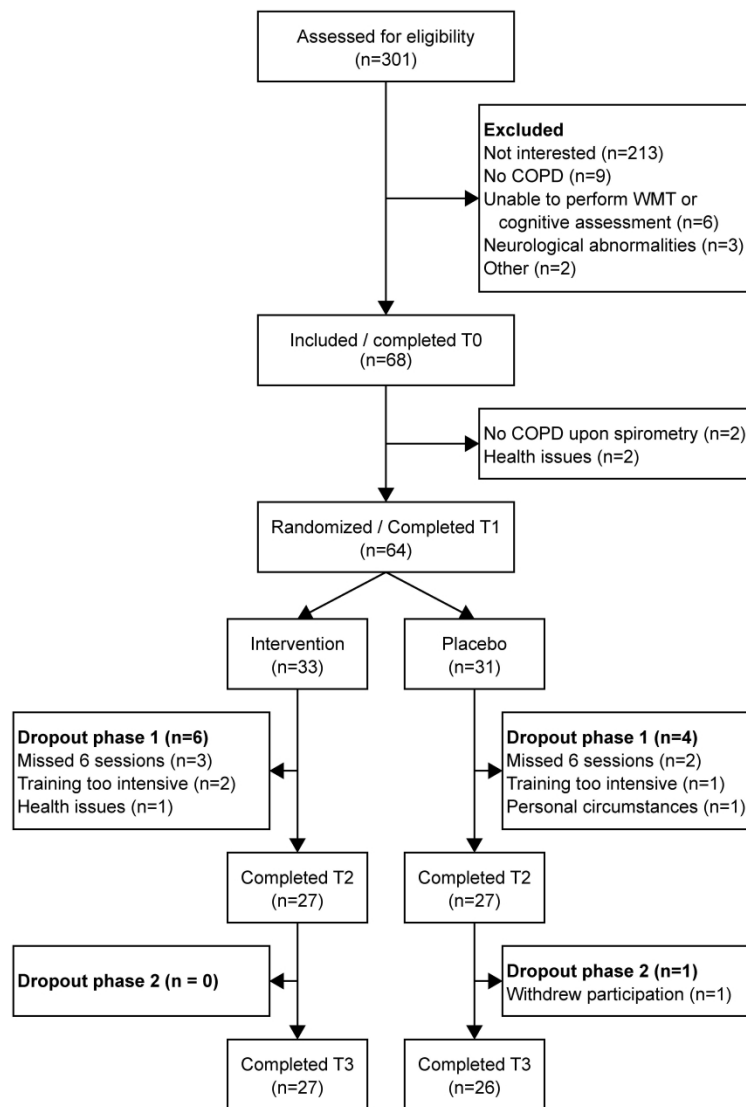 Assessed for eligibility
(n=301)
Excluded
Not interested (n=213)
No COPD (n=9)
Unable to perform WMT or
cognitive assessment (n=6)
Neurological abnormalities (n=3)
Other (n=2)
Included / completed T0
(n=68)
No COPD upon spirometry (n=2)
Health issues (n=2)
Randomized / Completed T1
(n=64)
Intervention
(n=33)
Placebo
(n=31)
Dropout phase 1 (n=6)
Missed 6 sessions (n=3)
Training too intensive (n=2)
Health issues (n=1)
Dropout phase 1 (n=4)
Missed 6 sessions (n=2)
Training too intensive (n=1)
Personal circumstances (n=1)
Completed T2
(n=27)
Completed T2
(n=27)
Dropout phase 2 (n = 0)
Dropout phase 2 (n=1)
Withdrew participation (n=1)
Completed T3
(n=27)
Completed T3
(n=26)